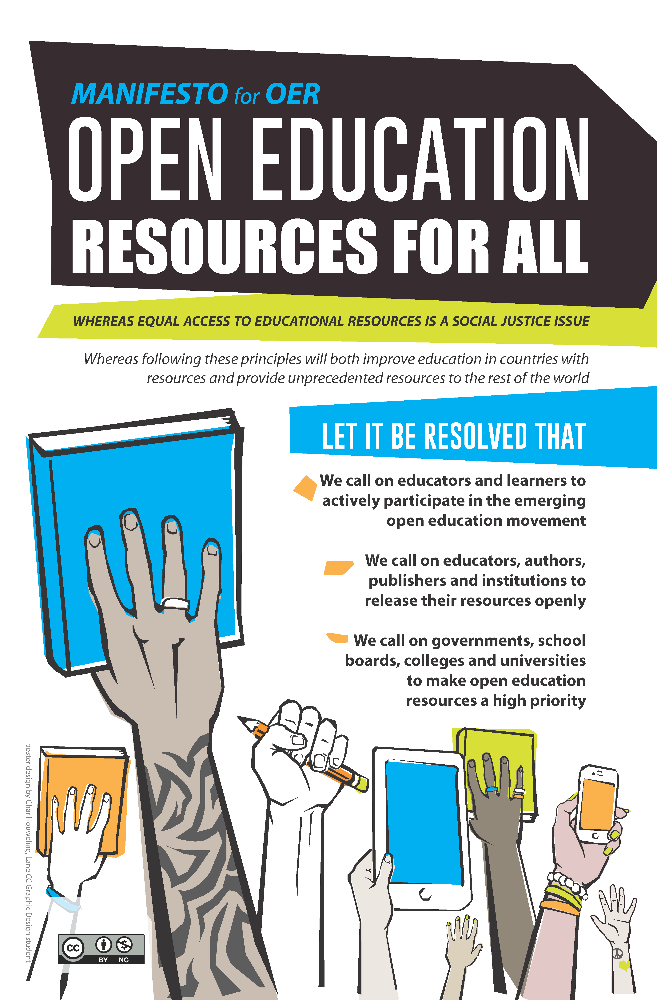 MANIFESTO for OER
OPEN EDUCATION
RESOURCES FOR ALL
WHEREAS EQUAL ACCESS TO EDUCATIONAL RESOURCES IS A SOCIAL JUSTICE ISSUE
Whereas following these principles will both improve education in countries with
resources and provide unprecedented resources to the rest of the world
LET IT BE RESOLVED THAT
We call on educators and learners to
actively participate in the emerging
open education movement
We call on educators, authors,
publishers and institutions to
release their resources openly
We call on governments, school
boards, colleges and universities
to make open education
resources a high priority
poster design by Char Houweling, Lane CC Graphic Design student
cc
BY NC